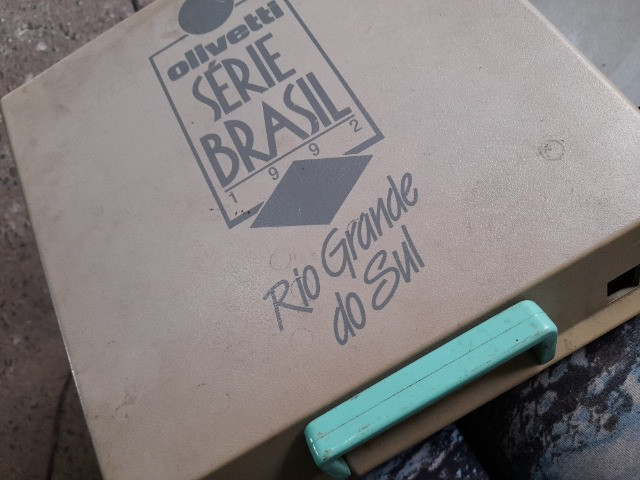 olivetti
SÉRIE
BRASIL
1992
Rio Grande
do Sul